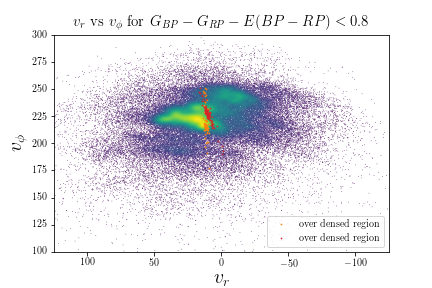 v_r vs v_ϕ for G_BP − G_RP − E(BP − RP) < 0.8
300
275
250
225
200
175
150
125
100
v_ϕ
over densed region
over densed region
100 50 0 −50 −100
v_r